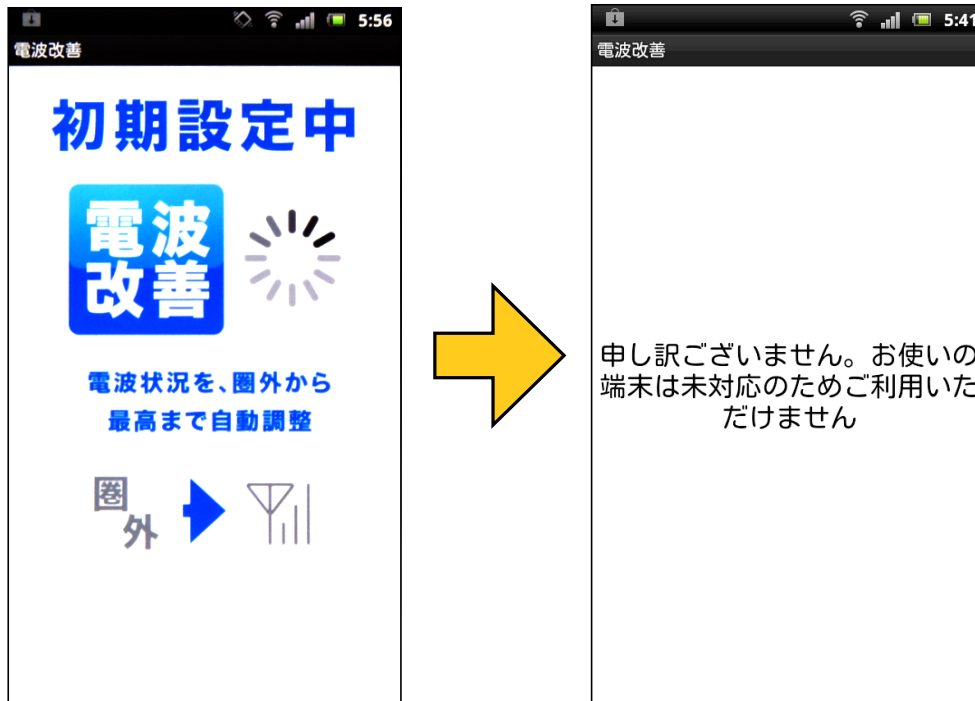 5:56
電波改善
初期設定中
電波
改善
電波状況を、圏外から
最高まで自動調整
圏
外
5:41
電波改善
申し訳ございません。お使いの
端末は未対応のためご利用いた
だけません